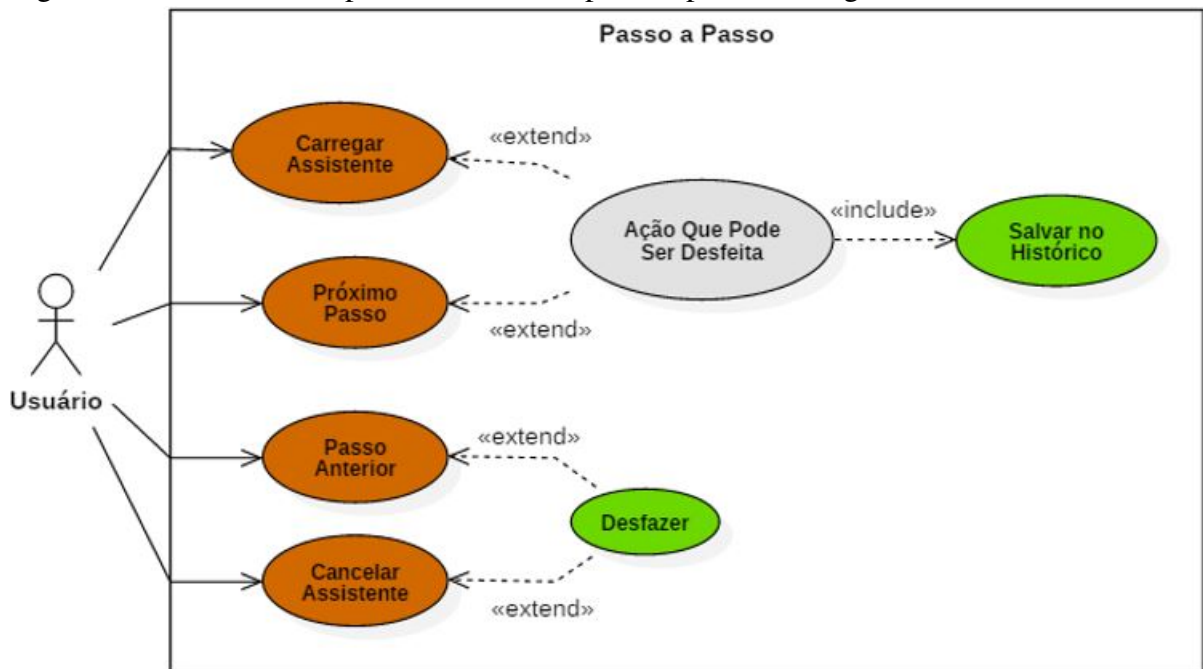 Passo a Passo
«extend»
Carregar
Assistente
Ação Que Pode
Ser Desfeita
«include»
Salvar no
Histórico
Próximo
Passo
«extend»
Usuário
«extend»
Passo
Anterior
Desfazer
Cancelar
Assistente
«extend»